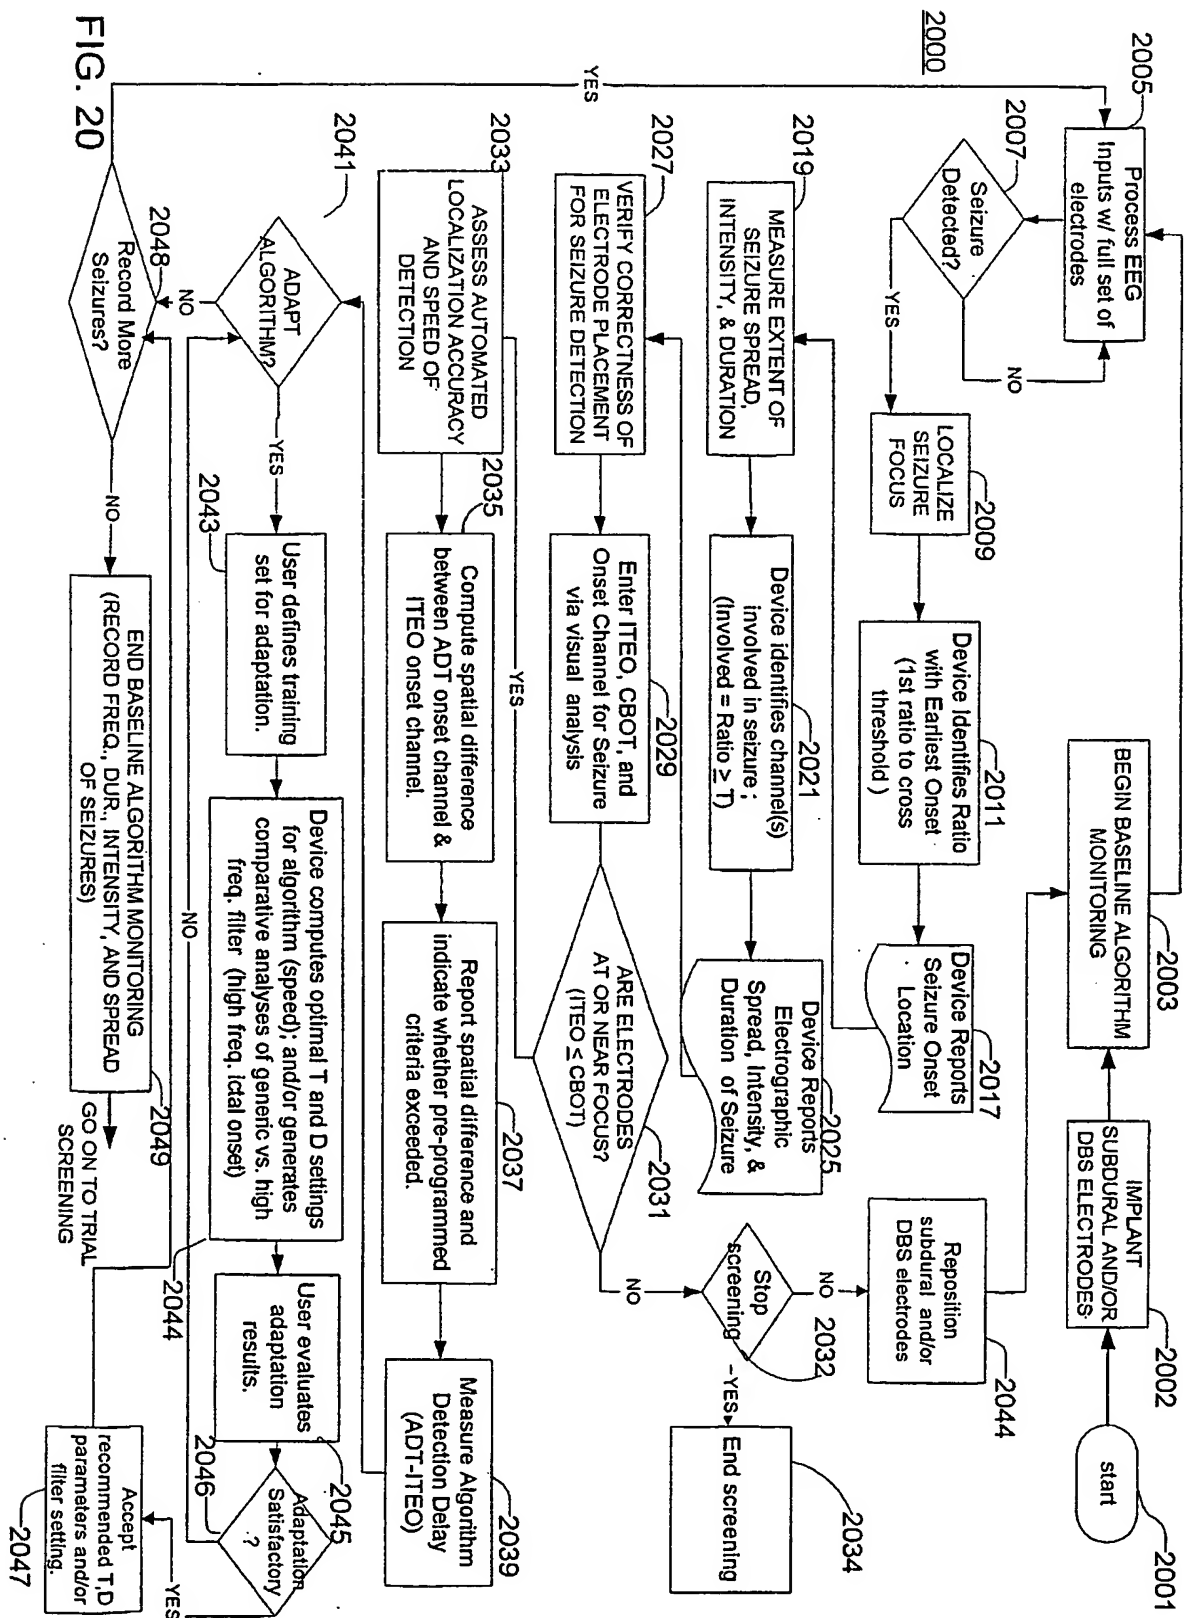 2000
start
2001
IMPLANT
SUBDURAL AND/OR
DBS ELECTRODES
2002
BEGIN BASELINE ALGORITHM
MONITORING
2003
2005
Process EEG
Inputs w/ full set of
electrodes
2007
Seizure
Detected?
NO
YES
LOCALIZE
SEIZURE
FOCUS
2009
Device Identifies Ratio
with Earliest Onset
(1st ratio to cross
threshold )
2011
Device Reports
Seizure Onset
Location
2017
2019
MEASURE EXTENT OF
SEIZURE SPREAD,
INTENSITY, & DURATION
Device identifies channel(s)
involved in seizure ;
(Involved = Ratio ≥ T)
2021
Device Reports
Electrographic
Spread, Intensity, &
Duration of Seizure
2025
2027
VERIFY CORRECTNESS OF
ELECTRODE PLACEMENT
FOR SEIZURE DETECTION
Enter ITEO, CBOT, and
Onset Channel for Seizure
via visual analysis
2029
ARE ELECTRODES
AT OR NEAR FOCUS?
(ITEO ≤ CBOT)
2031
NO
Stop
screening
2032
NO
Reposition
subdural and/or
DBS electrodes
2044
YES
End screening
2034
YES
2033
ASSESS AUTOMATED
LOCALIZATION ACCURACY
AND SPEED OF
DETECTION
2035
Compute spatial difference
between ADT onset channel &
ITEO onset channel.
Report spatial difference and
indicate whether pre-programmed
criteria exceeded.
2037
Measure Algorithm
Detection Delay
(ADT-ITEO)
2039
2041
ADAPT
ALGORITHM?
NO
YES
User defines training
set for adaptation.
2043
Device computes optimal T and D settings
for algorithm (speed); and/or generates
comparative analyses of generic vs. high
freq. filter (high freq. ictal onset)
2044
User evaluates
adaptation
results.
2045
Adaptation
Satisfactory
?
2046
NO
YES
Accept
recommended T,D
parameters and/or
filter setting.
2047
2048
Record More
Seizures?
YES
NO
END BASELINE ALGORITHM MONITORING
(RECORD FREQ., DUR., INTENSITY, AND SPREAD
OF SEIZURES)
2049
GO ON TO TRIAL
SCREENING
FIG. 20